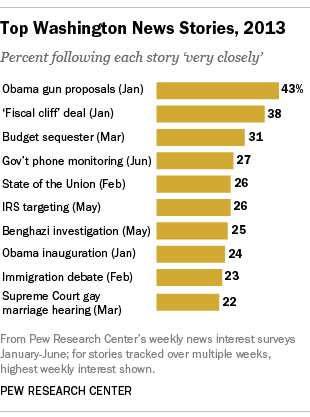 Top Washington News Stories, 2013
Percent following each story ‘very closely’
Obama gun proposals (Jan) 43%
‘Fiscal cliff’ deal (Jan) 38
Budget sequester (Mar) 31
Gov’t phone monitoring (Jun) 27
State of the Union (Feb) 26
IRS targeting (May) 26
Benghazi investigation (May) 25
Obama inauguration (Jan) 24
Immigration debate (Feb) 23
Supreme Court gay
marriage hearing (Mar) 22
From Pew Research Center’s weekly news interest surveys
January-June; for stories tracked over multiple weeks,
highest weekly interest shown.
PEW RESEARCH CENTER